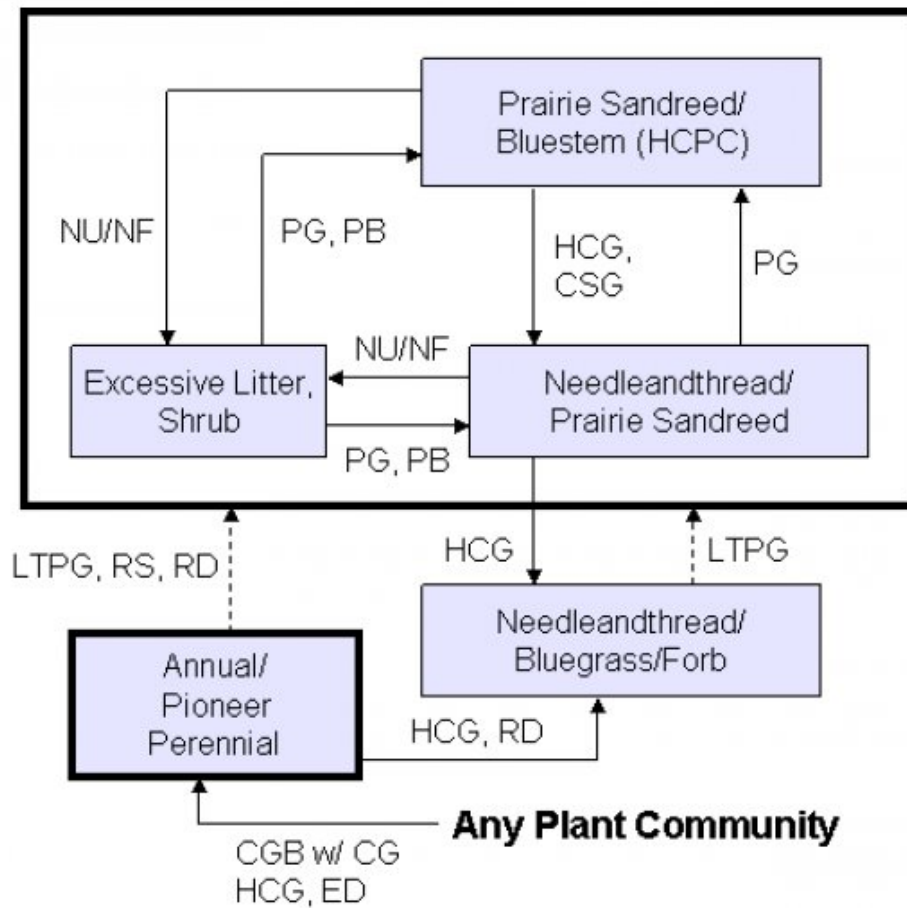 Prairie Sandreed/
Bluestem (HCPC)
NU/NF
PG, PB
HCG,
CSG
PG
Excessive Litter,
Shrub
NU/NF
PG, PB
Needleandthread/
Prairie Sandreed
LTPG, RS, RD
HCG
LTPG
Needleandthread/
Bluegrass/Forb
Annual/
Pioneer
Perennial
HCG, RD
Any Plant Community
CGB w/ CG
HCG, ED